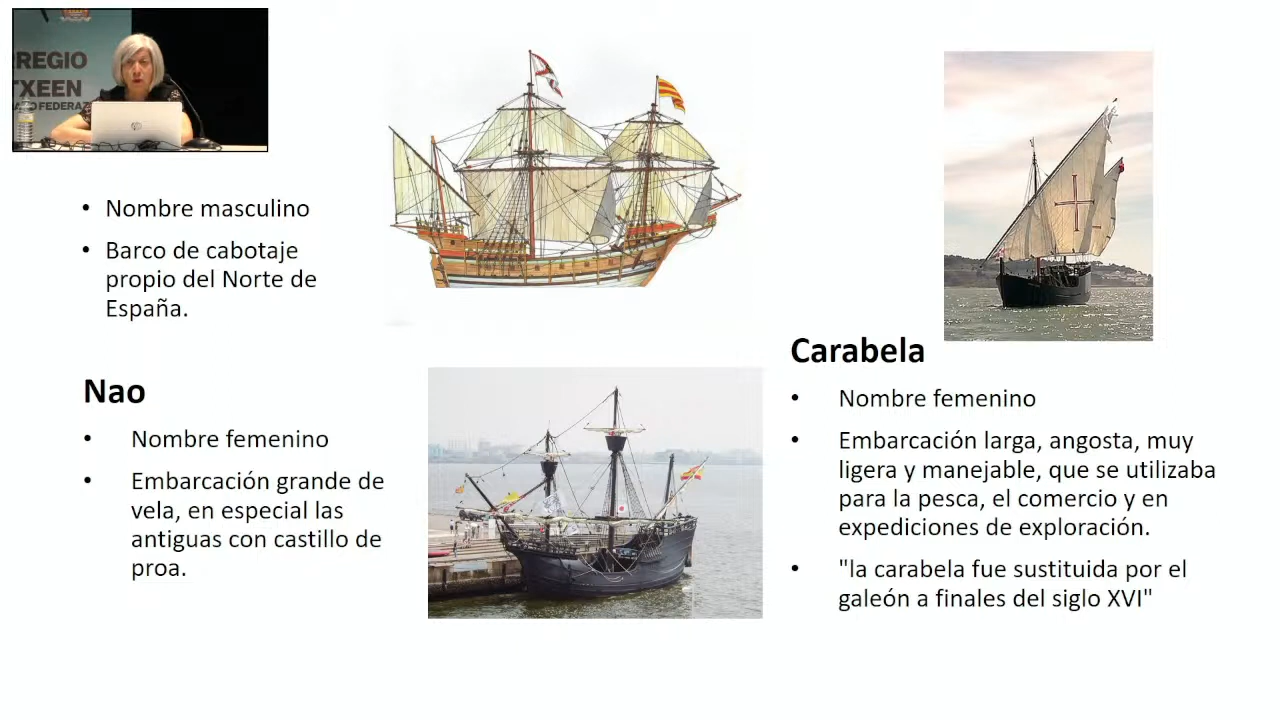 RREGIO
TXEEN
• Nombre masculino
• Barco de cabotaje
propio del Norte de
España.
Nao
• Nombre femenino
• Embarcación grande de
vela, en especial las
antiguas con castillo de
proa.
Carabela
• Nombre femenino
• Embarcación larga, angosta, muy
ligera y manejable, que se utilizaba
para la pesca, el comercio y en
expediciones de exploración.
• "la carabela fue sustituida por el
galeón a finales del siglo XVI"